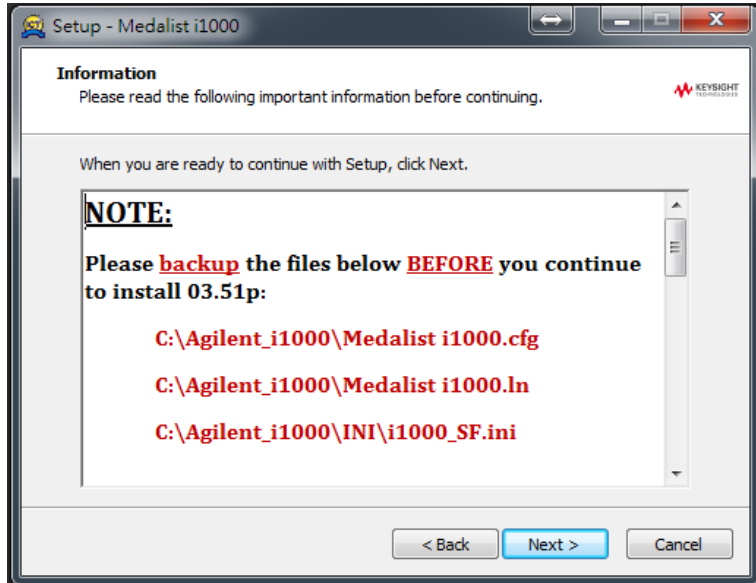 Setup - Medalist i1000
Information
Please read the following important information before continuing.
KEYSIGHT
TECHNOLOGIES
When you are ready to continue with Setup, click Next.
NOTE:
Please backup the files below BEFORE you continue
to install 03.51p:
C:\Agilent_i1000\Medalist i1000.cfg
C:\Agilent_i1000\Medalist i1000.ln
C:\Agilent_i1000\INI\i1000_SF.ini
< Back
Next >
Cancel